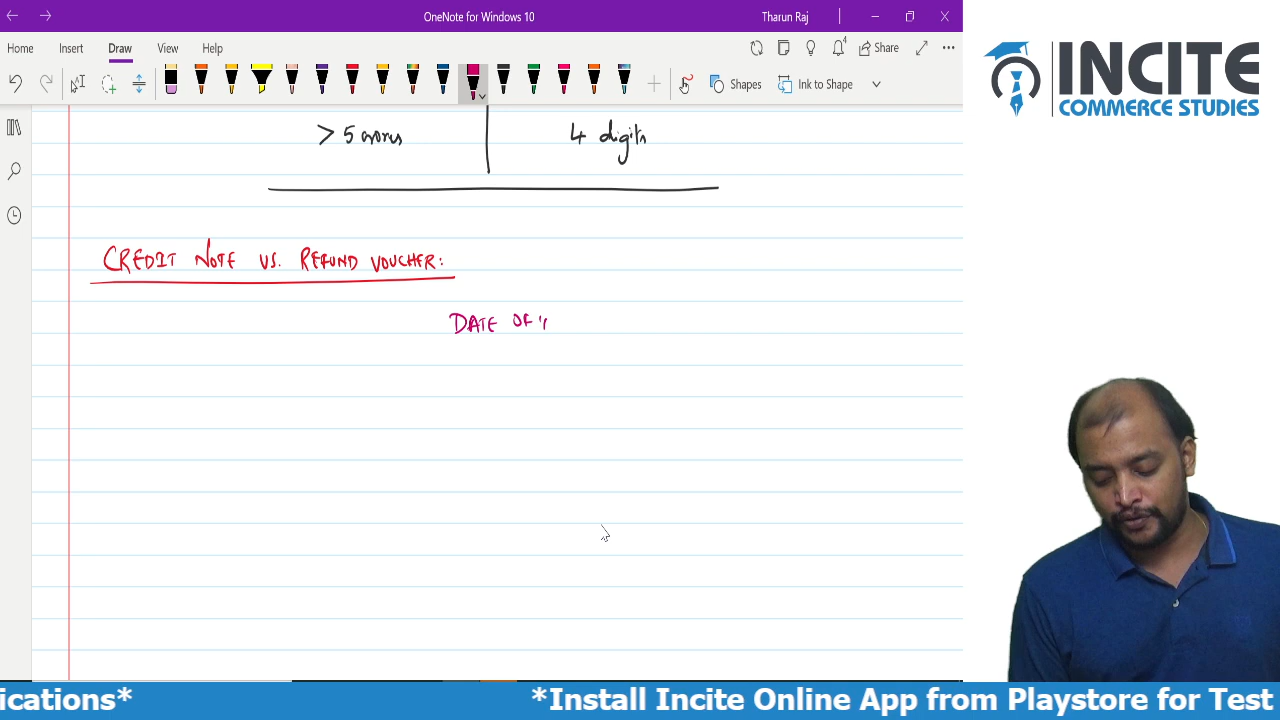 OneNote for Windows 10
Tharun Raj
Home Insert Draw View Help
4
Share
Shapes
Ink to Shape
> 5 crores 4 digits
CREDIT NOTE VS. REFUND VOUCHER:
DATE OF
INCITE
COMMERCE STUDIES
ications* *Install Incite Online App from Playstore for Test